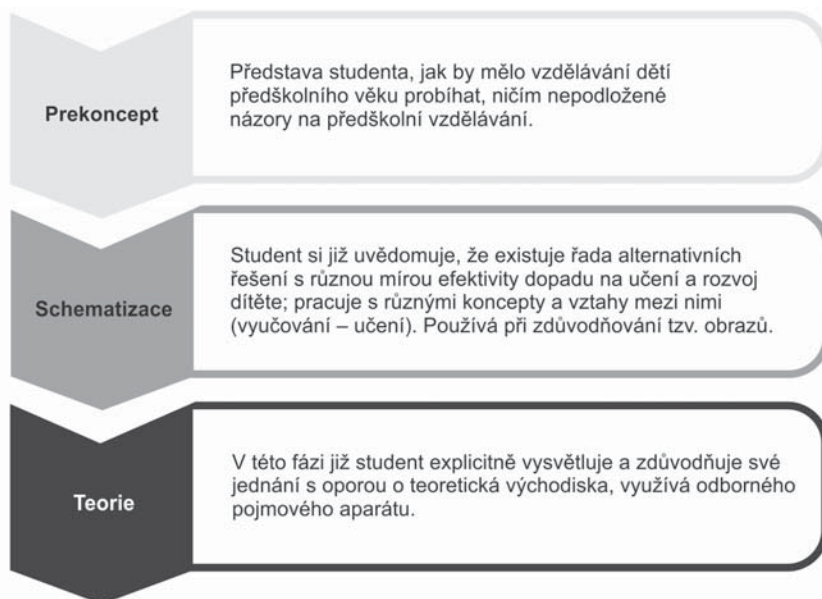 Prekoncept
Představa studenta, jak by mělo vzdělávání dětí
předškolního věku probíhat, ničím nepodložené
názory na předškolní vzdělávání.
Schematizace
Student si již uvědomuje, že existuje řada alternativních
řešení s různou mírou efektivity dopadu na učení a rozvoj
dítěte; pracuje s různými koncepty a vztahy mezi nimi
(vyučování – učení). Používá při zdůvodňování tzv. obrazů.
Teorie
V této fázi již student explicitně vysvětluje a zdůvodňuje své
jednání s oporou o teoretická východiska, využívá odborného
pojmového aparátu.